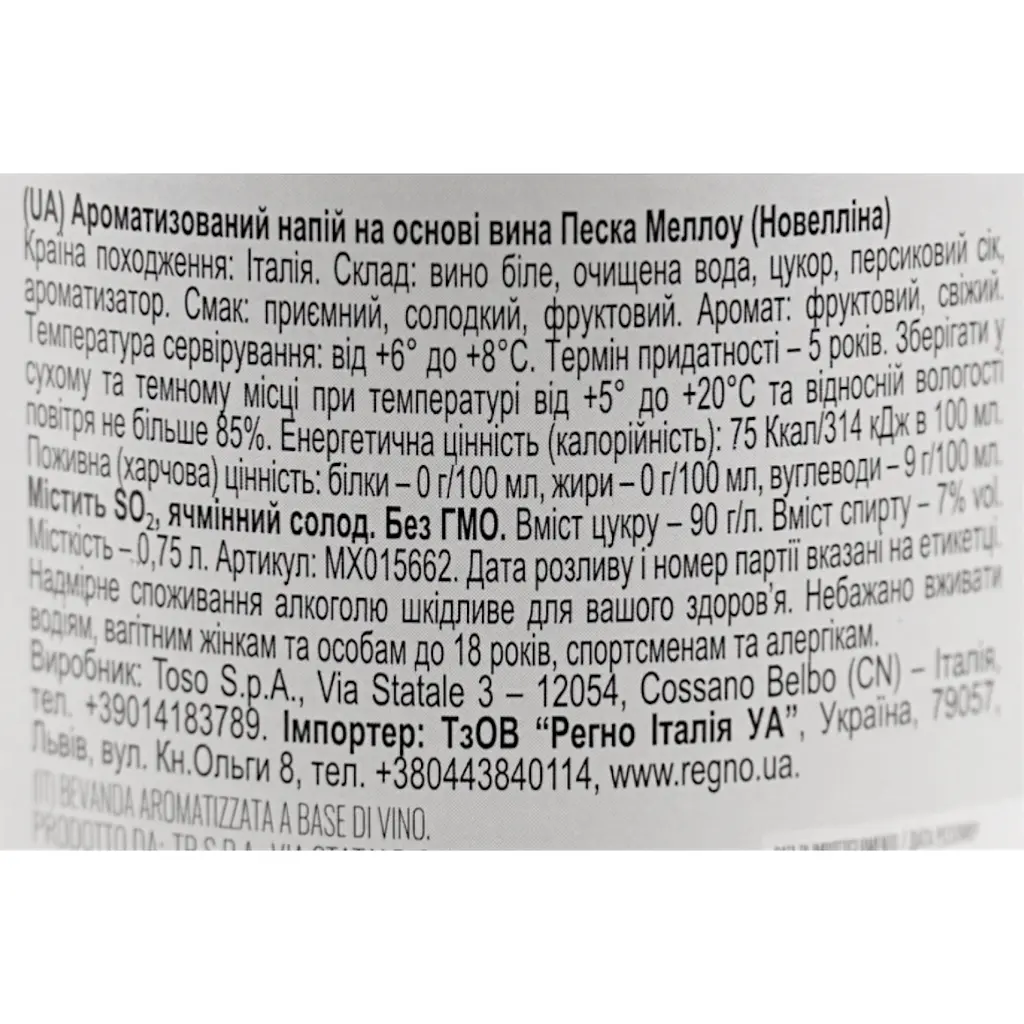 (UA) Ароматизований напій на основі вина Песка Меллоу (Новелліна)
Країна походження: Італія. Склад: вино біле, очищена вода, цукор, персиковий сік,
ароматизатор. Смак: приємний, солодкий, фруктовий. Аромат: фруктовий, свіжий.
Температура сервірування: від +6° до +8°С. Термін придатності – 5 років. Зберігати у
сухому та темному місці при температурі від +5° до +20°С та відносній вологості
повітря не більше 85%. Енергетична цінність (калорійність): 75 Ккал/314 кДж в 100 мл.
Поживна (харчова) цінність: білки – 0 г/100 мл, жири – 0 г/100 мл, вуглеводи – 9 г/100 мл.
Містить SO₂, ячмінний солод. Без ГМО. Вміст цукру – 90 г/л. Вміст спирту – 7% vol.
Місткість – 0,75 л. Артикул: MX015662. Дата розливу і номер партії вказані на етикетці.
Надмірне споживання алкоголю шкідливе для вашого здоров'я. Небажано вживати
водіям, вагітним жінкам та особам до 18 років, спортсменам та алергікам.
Виробник: Toso S.p.A., Via Statale 3 – 12054, Cossano Belbo (CN) – Італія,
тел. +39014183789. Імпортер: ТзОВ “Регно Італія УА”, Україна, 79057,
Львів, вул. Кн.Ольги 8, тел. +380443840114, www.regno.ua.
(IT) BEVANDA AROMATIZZATA A BASE DI VINO.
PRODOTTO DA: